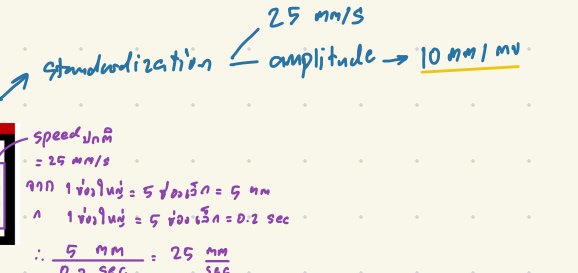 25 mm/s
standardization amplitude → 10 mm/mv
speed ปกติ
= 25 mm/s
จาก 1 ช่องใหญ่ = 5 ช่องเล็ก = 5 mm
1 ช่องใหญ่ = 5 ช่องเล็ก = 0.2 sec
∴ 5 mm / 0.2 sec = 25 mm/sec